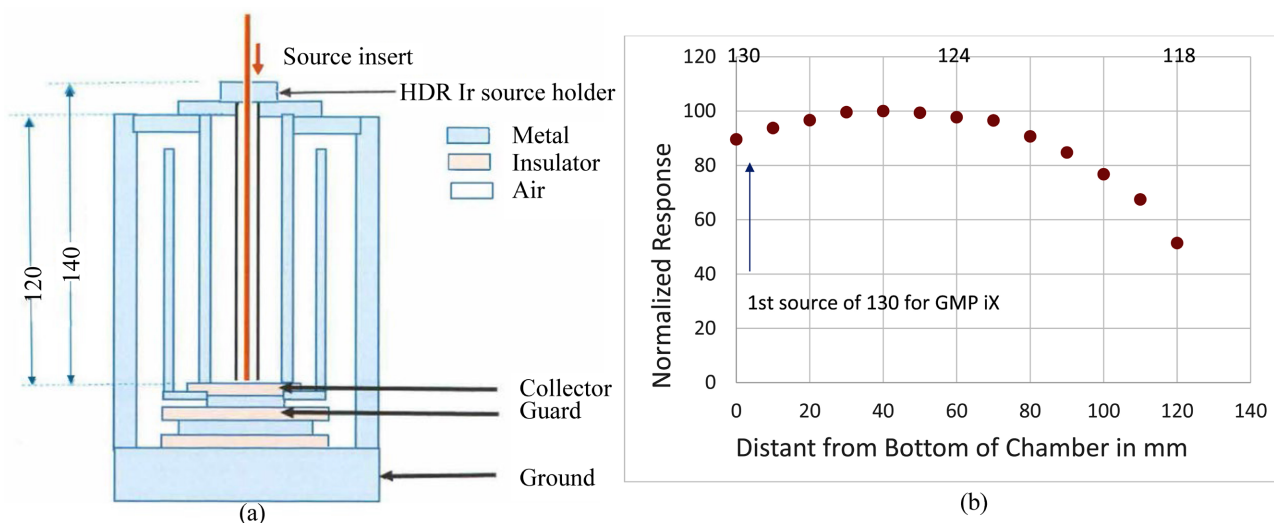 Source insert
HDR Ir source holder
Metal
Insulator
Air
120
140
Collector
Guard
Ground
(a)
130 124 118
120
100
80
60
40
20
0
Normalized Response
1st source of 130 for GMP iX
0 20 40 60 80 100 120 140
Distant from Bottom of Chamber in mm
(b)